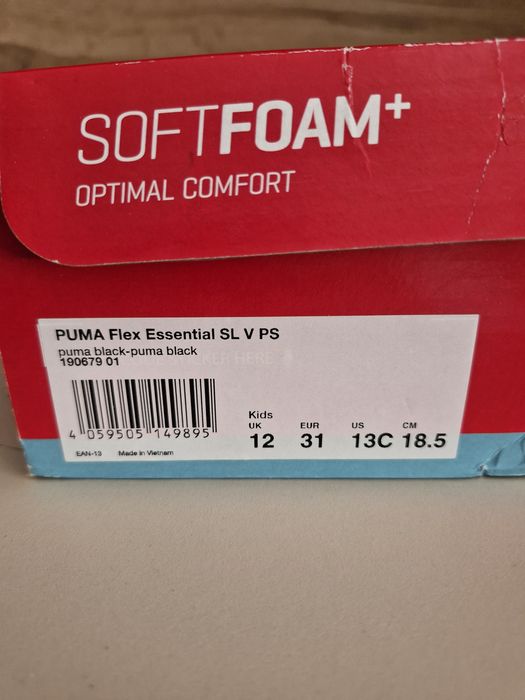 SOFTFOAM+
OPTIMAL COMFORT
PUMA Flex Essential SL V PS
puma black-puma black
190679 01
4 059505 149895
EAN-13 Made in Vietnam
Kids
UK EUR US CM
12 31 13C 18.5